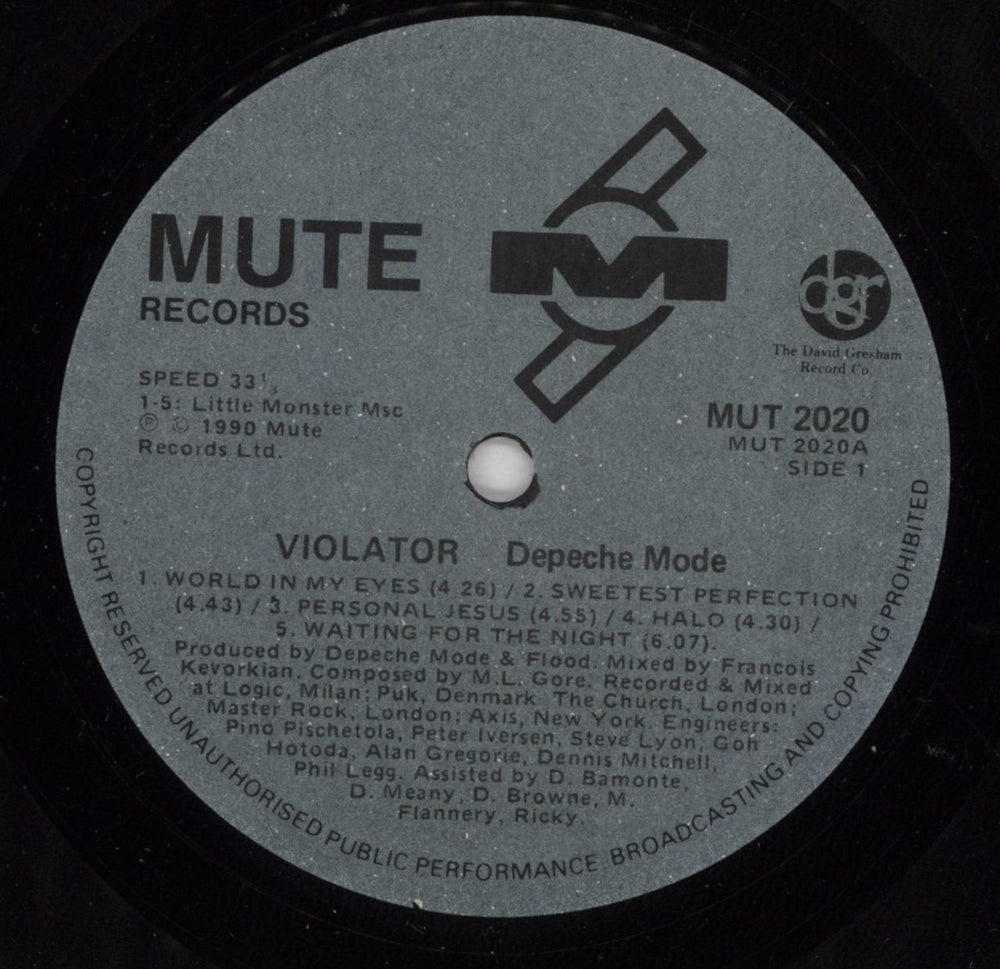 MUTE
RECORDS
M
dgr
The David Gresham
Record Co.
SPEED 33⅓
1-5: Little Monster Msc
℗ © 1990 Mute
Records Ltd.
MUT 2020
MUT 2020A
SIDE 1
VIOLATOR Depeche Mode
1. WORLD IN MY EYES (4 26) / 2. SWEETEST PERFECTION
(4.43) / 3. PERSONAL JESUS (4.55) / 4. HALO (4.30) /
5. WAITING FOR THE NIGHT (6.07).
Produced by Depeche Mode & Flood. Mixed by Francois
Kevorkian. Composed by M.L. Gore. Recorded & Mixed
at Logic, Milan; Puk, Denmark The Church, London;
Master Rock, London; Axis, New York. Engineers:
Pino Pischetola, Peter Iversen, Steve Lyon, Goh
Hotoda, Alan Gregorie, Dennis Mitchell,
Phil Legg. Assisted by D. Bamonte,
D. Meany, D. Browne, M.
Flannery, Ricky.
COPYRIGHT RESERVED UNAUTHORISED PUBLIC PERFORMANCE BROADCASTING AND COPYING PROHIBITED